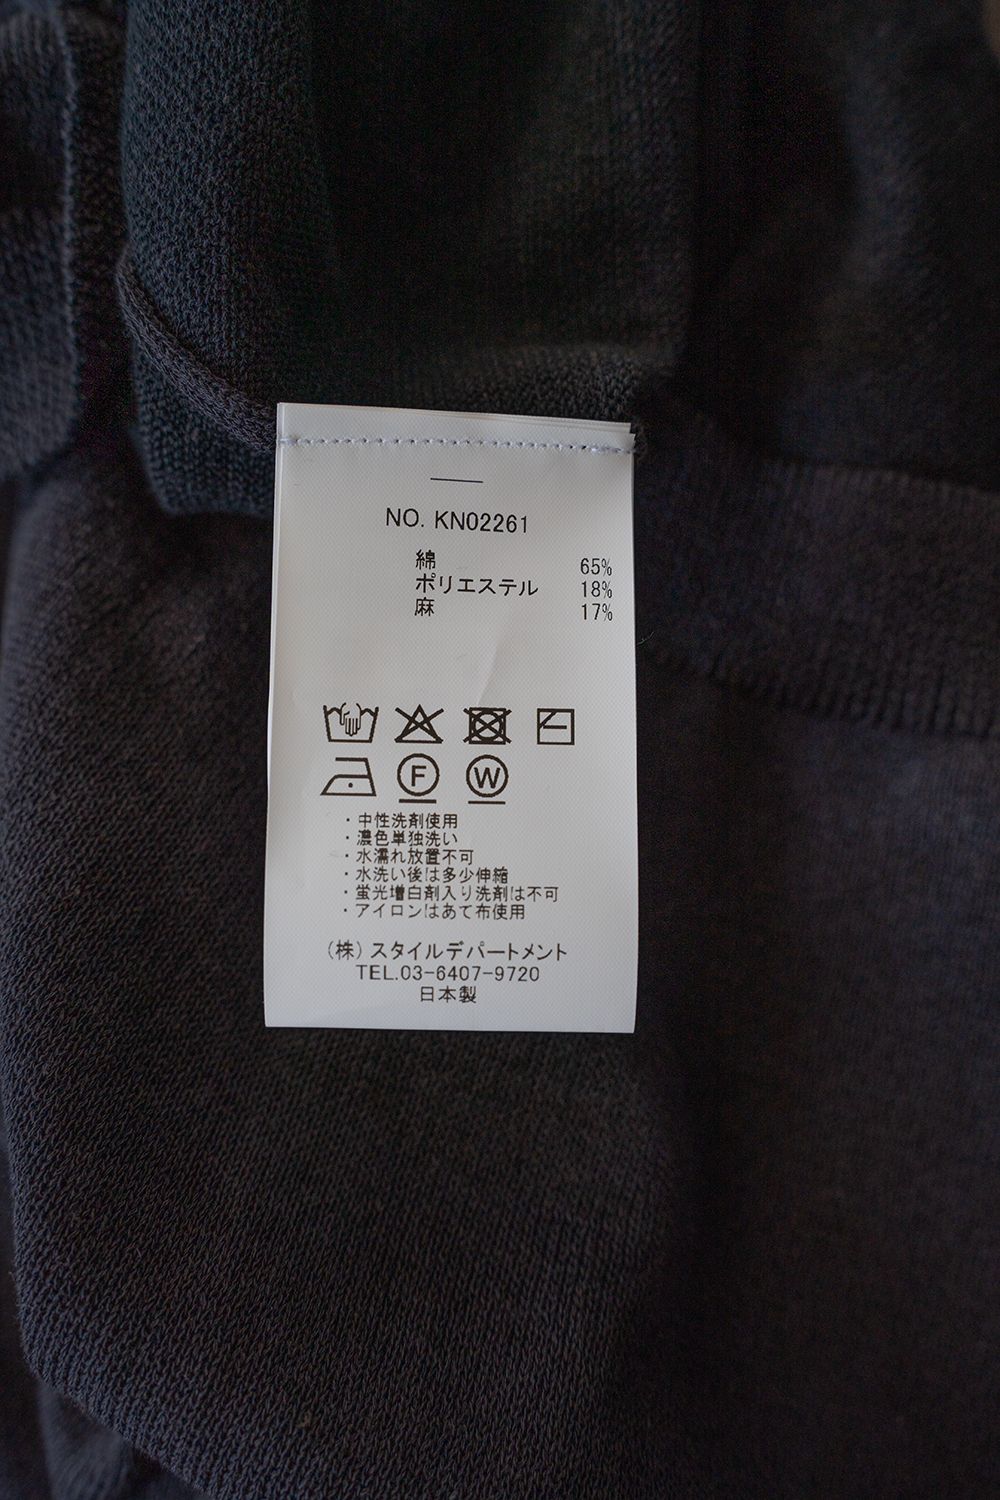 NO. KN02261
綿 65%
ポリエステル 18%
麻 17%
F W
・中性洗剤使用
・濃色単独洗い
・水濡れ放置不可
・水洗い後は多少伸縮
・蛍光増白剤入り洗剤は不可
・アイロンはあて布使用
(株)スタイルデパートメント
TEL.03-6407-9720
日本製